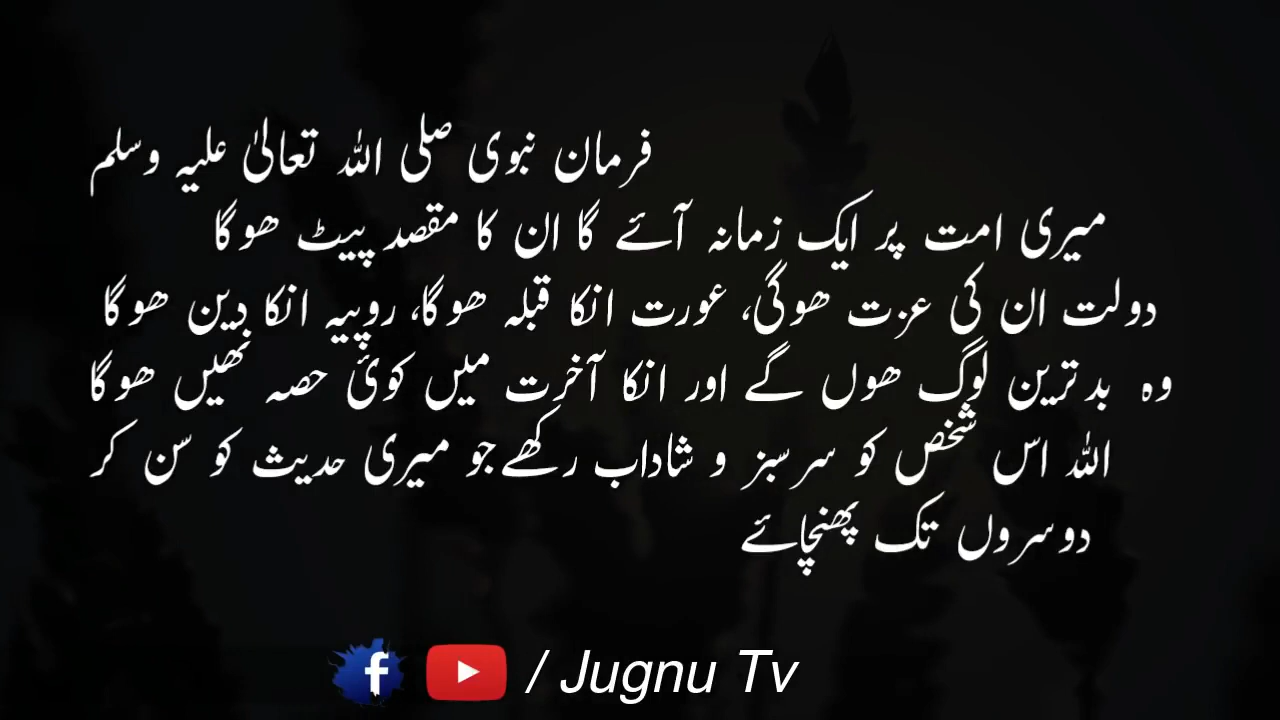 فرمان نبوی صلی اللہ تعالیٰ علیہ وسلم
میری امت پر ایک زمانہ آئے گا ان کا مقصد پیٹ ھوگا
دولت ان کی عزت ھوگی، عورت انکا قبلہ ھوگا، روپیہ انکا دین ھوگا
وہ بدترین لوگ ھوں گے اور انکا آخرت میں کوئ حصہ نھیں ھوگا
اللہ اس شخص کو سرسبز و شاداب رکھے جو میری حدیث کو سن کر
دوسروں تک پھنچائے
f / Jugnu Tv